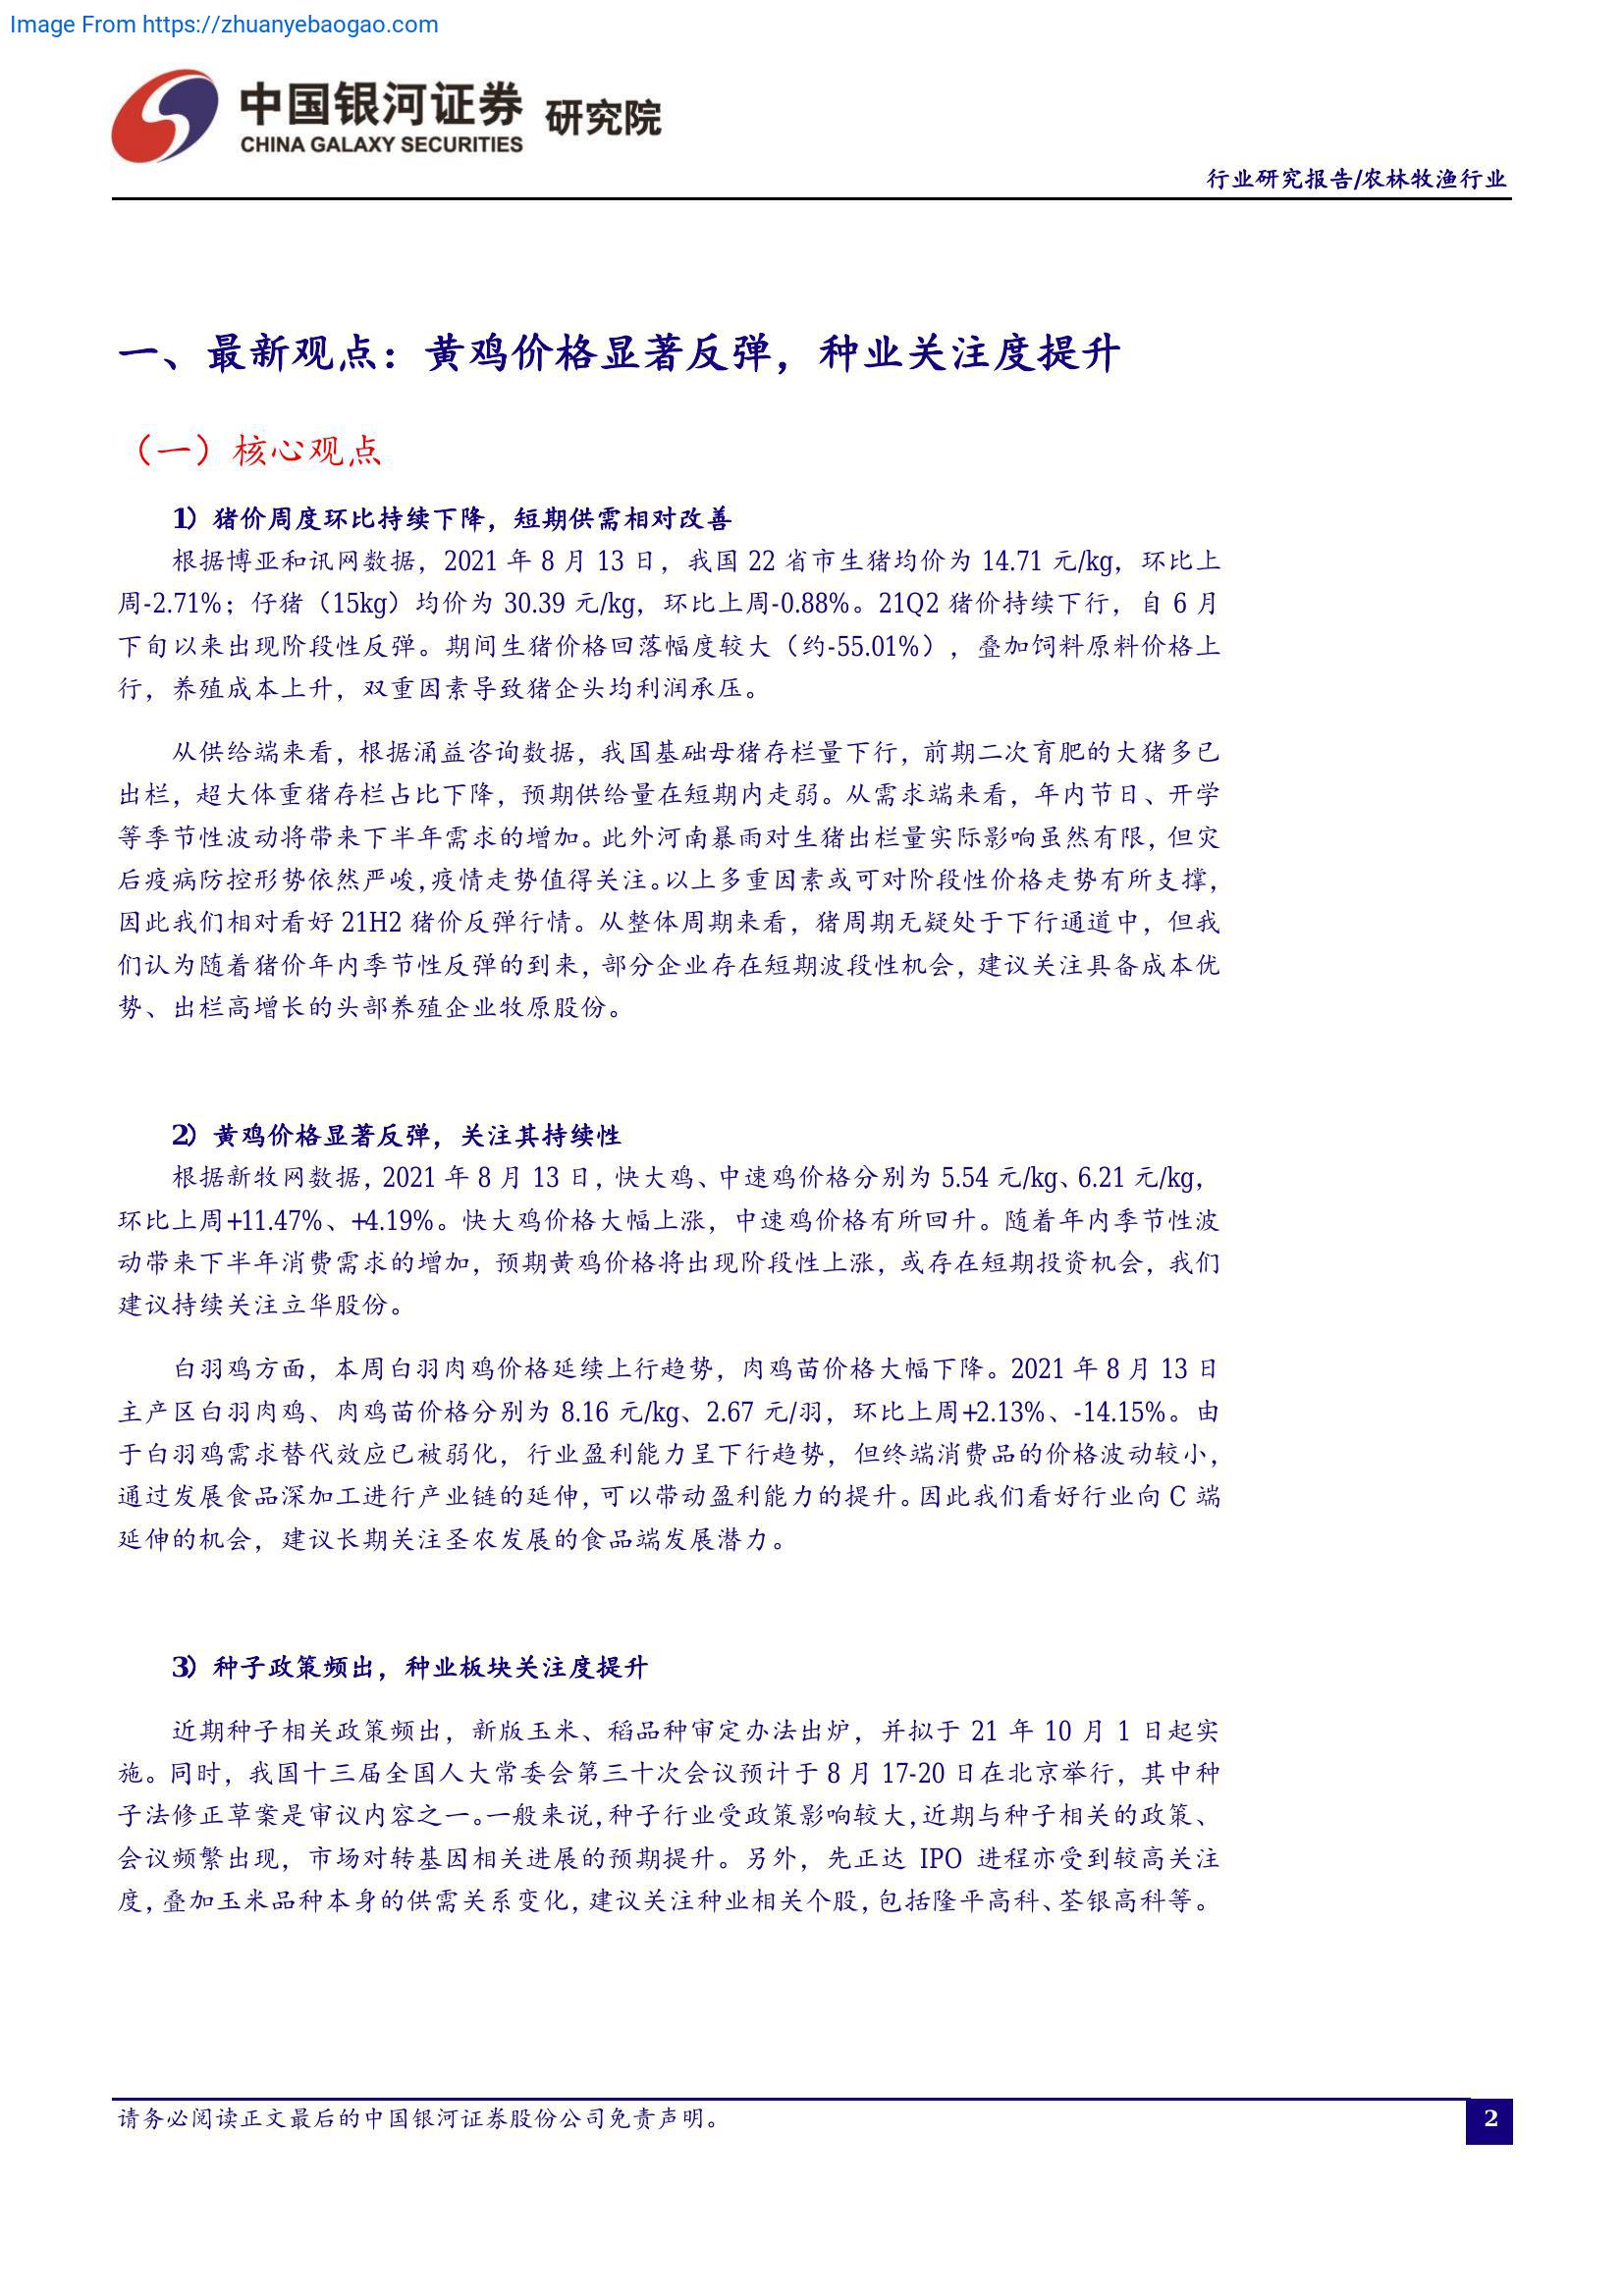 Image From https://zhuanyebaogao.com
中国银河证券 研究院
CHINA GALAXY SECURITIES
行业研究报告/农林牧渔行业
一、最新观点：黄鸡价格显著反弹，种业关注度提升
（一）核心观点
1）猪价周度环比持续下降，短期供需相对改善
根据博亚和讯网数据，2021 年 8 月 13 日，我国 22 省市生猪均价为 14.71 元/kg，环比上
周-2.71%；仔猪（15kg）均价为 30.39 元/kg，环比上周-0.88%。21Q2 猪价持续下行，自 6 月
下旬以来出现阶段性反弹。期间生猪价格回落幅度较大（约-55.01%），叠加饲料原料价格上
行，养殖成本上升，双重因素导致猪企头均利润承压。
从供给端来看，根据涌益咨询数据，我国基础母猪存栏量下行，前期二次育肥的大猪多已
出栏，超大体重猪存栏占比下降，预期供给量在短期内走弱。从需求端来看，年内节日、开学
等季节性波动将带来下半年需求的增加。此外河南暴雨对生猪出栏量实际影响虽然有限，但灾
后疫病防控形势依然严峻，疫情走势值得关注。以上多重因素或可对阶段性价格走势有所支撑，
因此我们相对看好 21H2 猪价反弹行情。从整体周期来看，猪周期无疑处于下行通道中，但我
们认为随着猪价年内季节性反弹的到来，部分企业存在短期波段性机会，建议关注具备成本优
势、出栏高增长的头部养殖企业牧原股份。
2）黄鸡价格显著反弹，关注其持续性
根据新牧网数据，2021 年 8 月 13 日，快大鸡、中速鸡价格分别为 5.54 元/kg、6.21 元/kg，
环比上周+11.47%、+4.19%。快大鸡价格大幅上涨，中速鸡价格有所回升。随着年内季节性波
动带来下半年消费需求的增加，预期黄鸡价格将出现阶段性上涨，或存在短期投资机会，我们
建议持续关注立华股份。
白羽鸡方面，本周白羽肉鸡价格延续上行趋势，肉鸡苗价格大幅下降。2021 年 8 月 13 日
主产区白羽肉鸡、肉鸡苗价格分别为 8.16 元/kg、2.67 元/羽，环比上周+2.13%、-14.15%。由
于白羽鸡需求替代效应已被弱化，行业盈利能力呈下行趋势，但终端消费品的价格波动较小，
通过发展食品深加工进行产业链的延伸，可以带动盈利能力的提升。因此我们看好行业向 C 端
延伸的机会，建议长期关注圣农发展的食品端发展潜力。
3）种子政策频出，种业板块关注度提升
近期种子相关政策频出，新版玉米、稻品种审定办法出炉，并拟于 21 年 10 月 1 日起实
施。同时，我国十三届全国人大常委会第三十次会议预计于 8 月 17-20 日在北京举行，其中种
子法修正草案是审议内容之一。一般来说，种子行业受政策影响较大，近期与种子相关的政策、
会议频繁出现，市场对转基因相关进展的预期提升。另外，先正达 IPO 进程亦受到较高关注
度，叠加玉米品种本身的供需关系变化，建议关注种业相关个股，包括隆平高科、荃银高科等。
请务必阅读正文最后的中国银河证券股份公司免责声明。
2